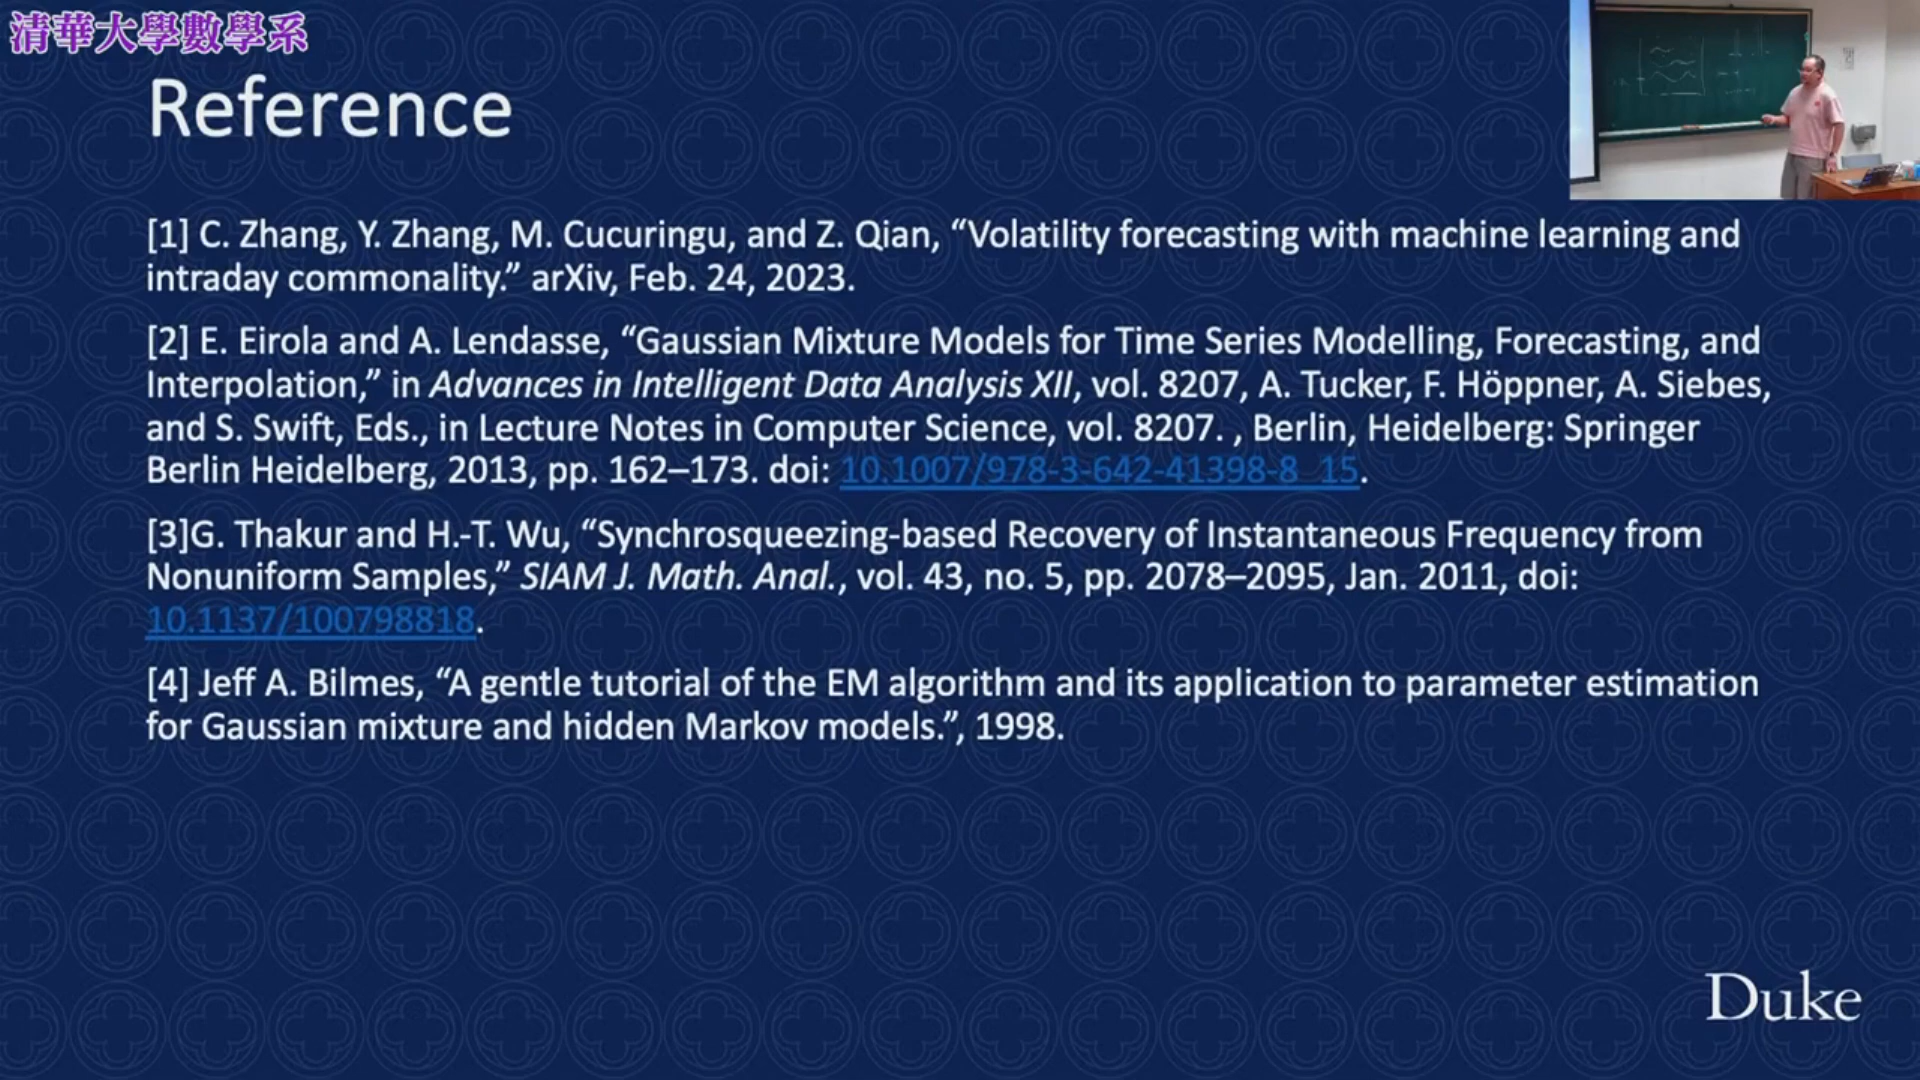 清華大學數學系
Reference
[1] C. Zhang, Y. Zhang, M. Cucuringu, and Z. Qian, “Volatility forecasting with machine learning and
intraday commonality.” arXiv, Feb. 24, 2023.
[2] E. Eirola and A. Lendasse, “Gaussian Mixture Models for Time Series Modelling, Forecasting, and
Interpolation,” in Advances in Intelligent Data Analysis XII, vol. 8207, A. Tucker, F. Höppner, A. Siebes,
and S. Swift, Eds., in Lecture Notes in Computer Science, vol. 8207. , Berlin, Heidelberg: Springer
Berlin Heidelberg, 2013, pp. 162–173. doi: 10.1007/978-3-642-41398-8_15.
[3]G. Thakur and H.-T. Wu, “Synchrosqueezing-based Recovery of Instantaneous Frequency from
Nonuniform Samples,” SIAM J. Math. Anal., vol. 43, no. 5, pp. 2078–2095, Jan. 2011, doi:
10.1137/100798818.
[4] Jeff A. Bilmes, “A gentle tutorial of the EM algorithm and its application to parameter estimation
for Gaussian mixture and hidden Markov models.”, 1998.
Duke